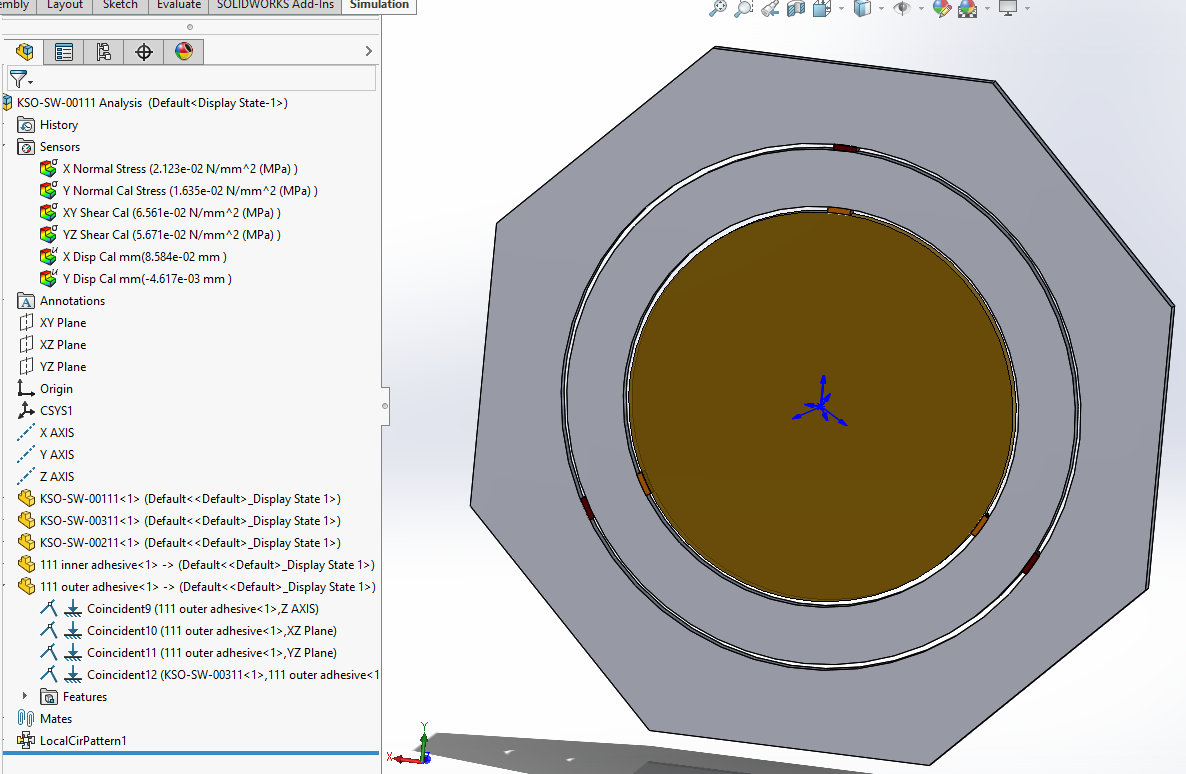 embly Layout Sketch Evaluate SOLIDWORKS Add-Ins Simulation
KSO-SW-00111 Analysis (Default<Display State-1>)
History
Sensors
X Normal Stress (2.123e-02 N/mm^2 (MPa) )
Y Normal Cal Stress (1.635e-02 N/mm^2 (MPa) )
XY Shear Cal (6.561e-02 N/mm^2 (MPa) )
YZ Shear Cal (5.671e-02 N/mm^2 (MPa) )
X Disp Cal mm(8.584e-02 mm )
Y Disp Cal mm(-4.617e-03 mm )
A Annotations
XY Plane
XZ Plane
YZ Plane
Origin
CSYS1
X AXIS
Y AXIS
Z AXIS
KSO-SW-00111<1> (Default<<Default>_Display State 1>)
KSO-SW-00311<1> (Default<<Default>_Display State 1>)
KSO-SW-00211<1> (Default<<Default>_Display State 1>)
111 inner adhesive<1> -> (Default<<Default>_Display State 1>)
111 outer adhesive<1> -> (Default<<Default>_Display State 1>)
Coincident9 (111 outer adhesive<1>,Z AXIS)
Coincident10 (111 outer adhesive<1>,XZ Plane)
Coincident11 (111 outer adhesive<1>,YZ Plane)
Coincident12 (KSO-SW-00311<1>,111 outer adhesive<1
Features
Mates
LocalCirPattern1
Y
X